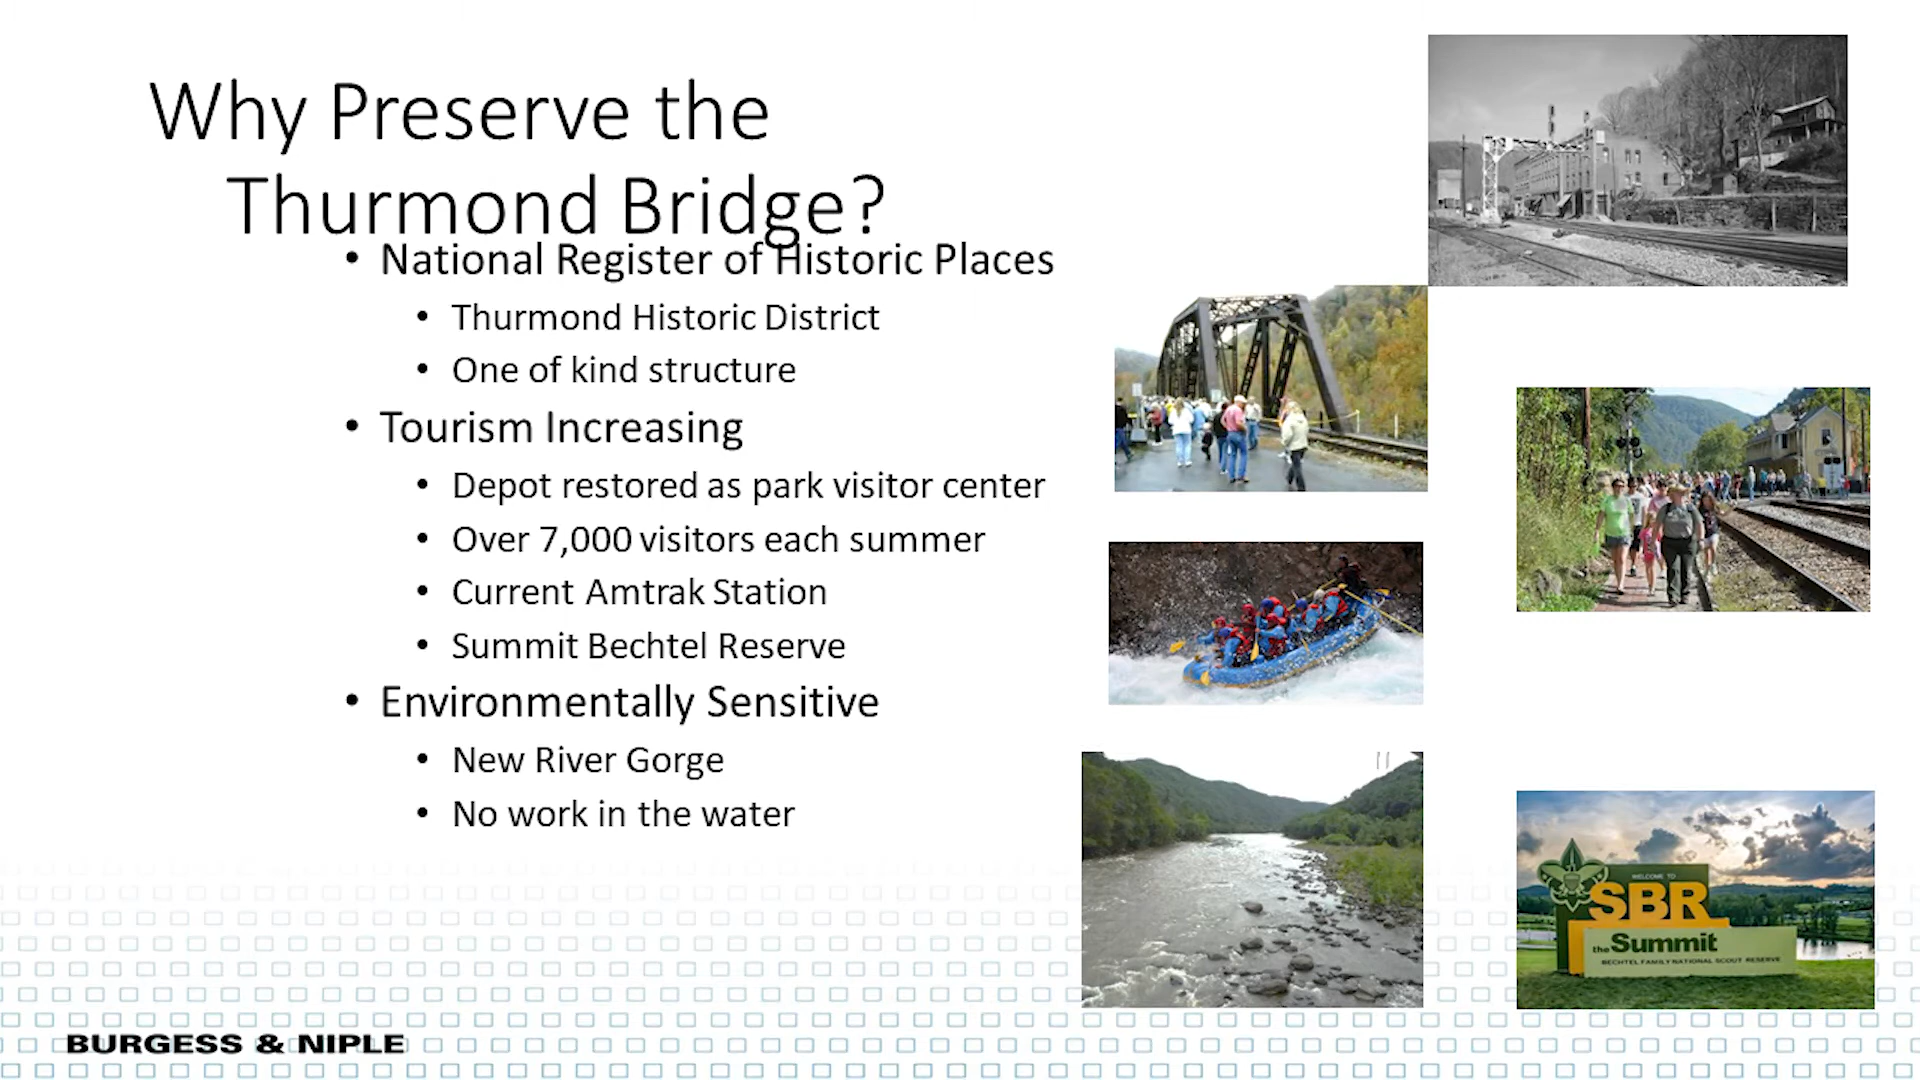 Why Preserve the
Thurmond Bridge?
• National Register of Historic Places
• Thurmond Historic District
• One of kind structure
• Tourism Increasing
• Depot restored as park visitor center
• Over 7,000 visitors each summer
• Current Amtrak Station
• Summit Bechtel Reserve
• Environmentally Sensitive
• New River Gorge
• No work in the water
WELCOME TO
SBR
the Summit
BECHTEL FAMILY NATIONAL SCOUT RESERVE
BURGESS & NIPLE